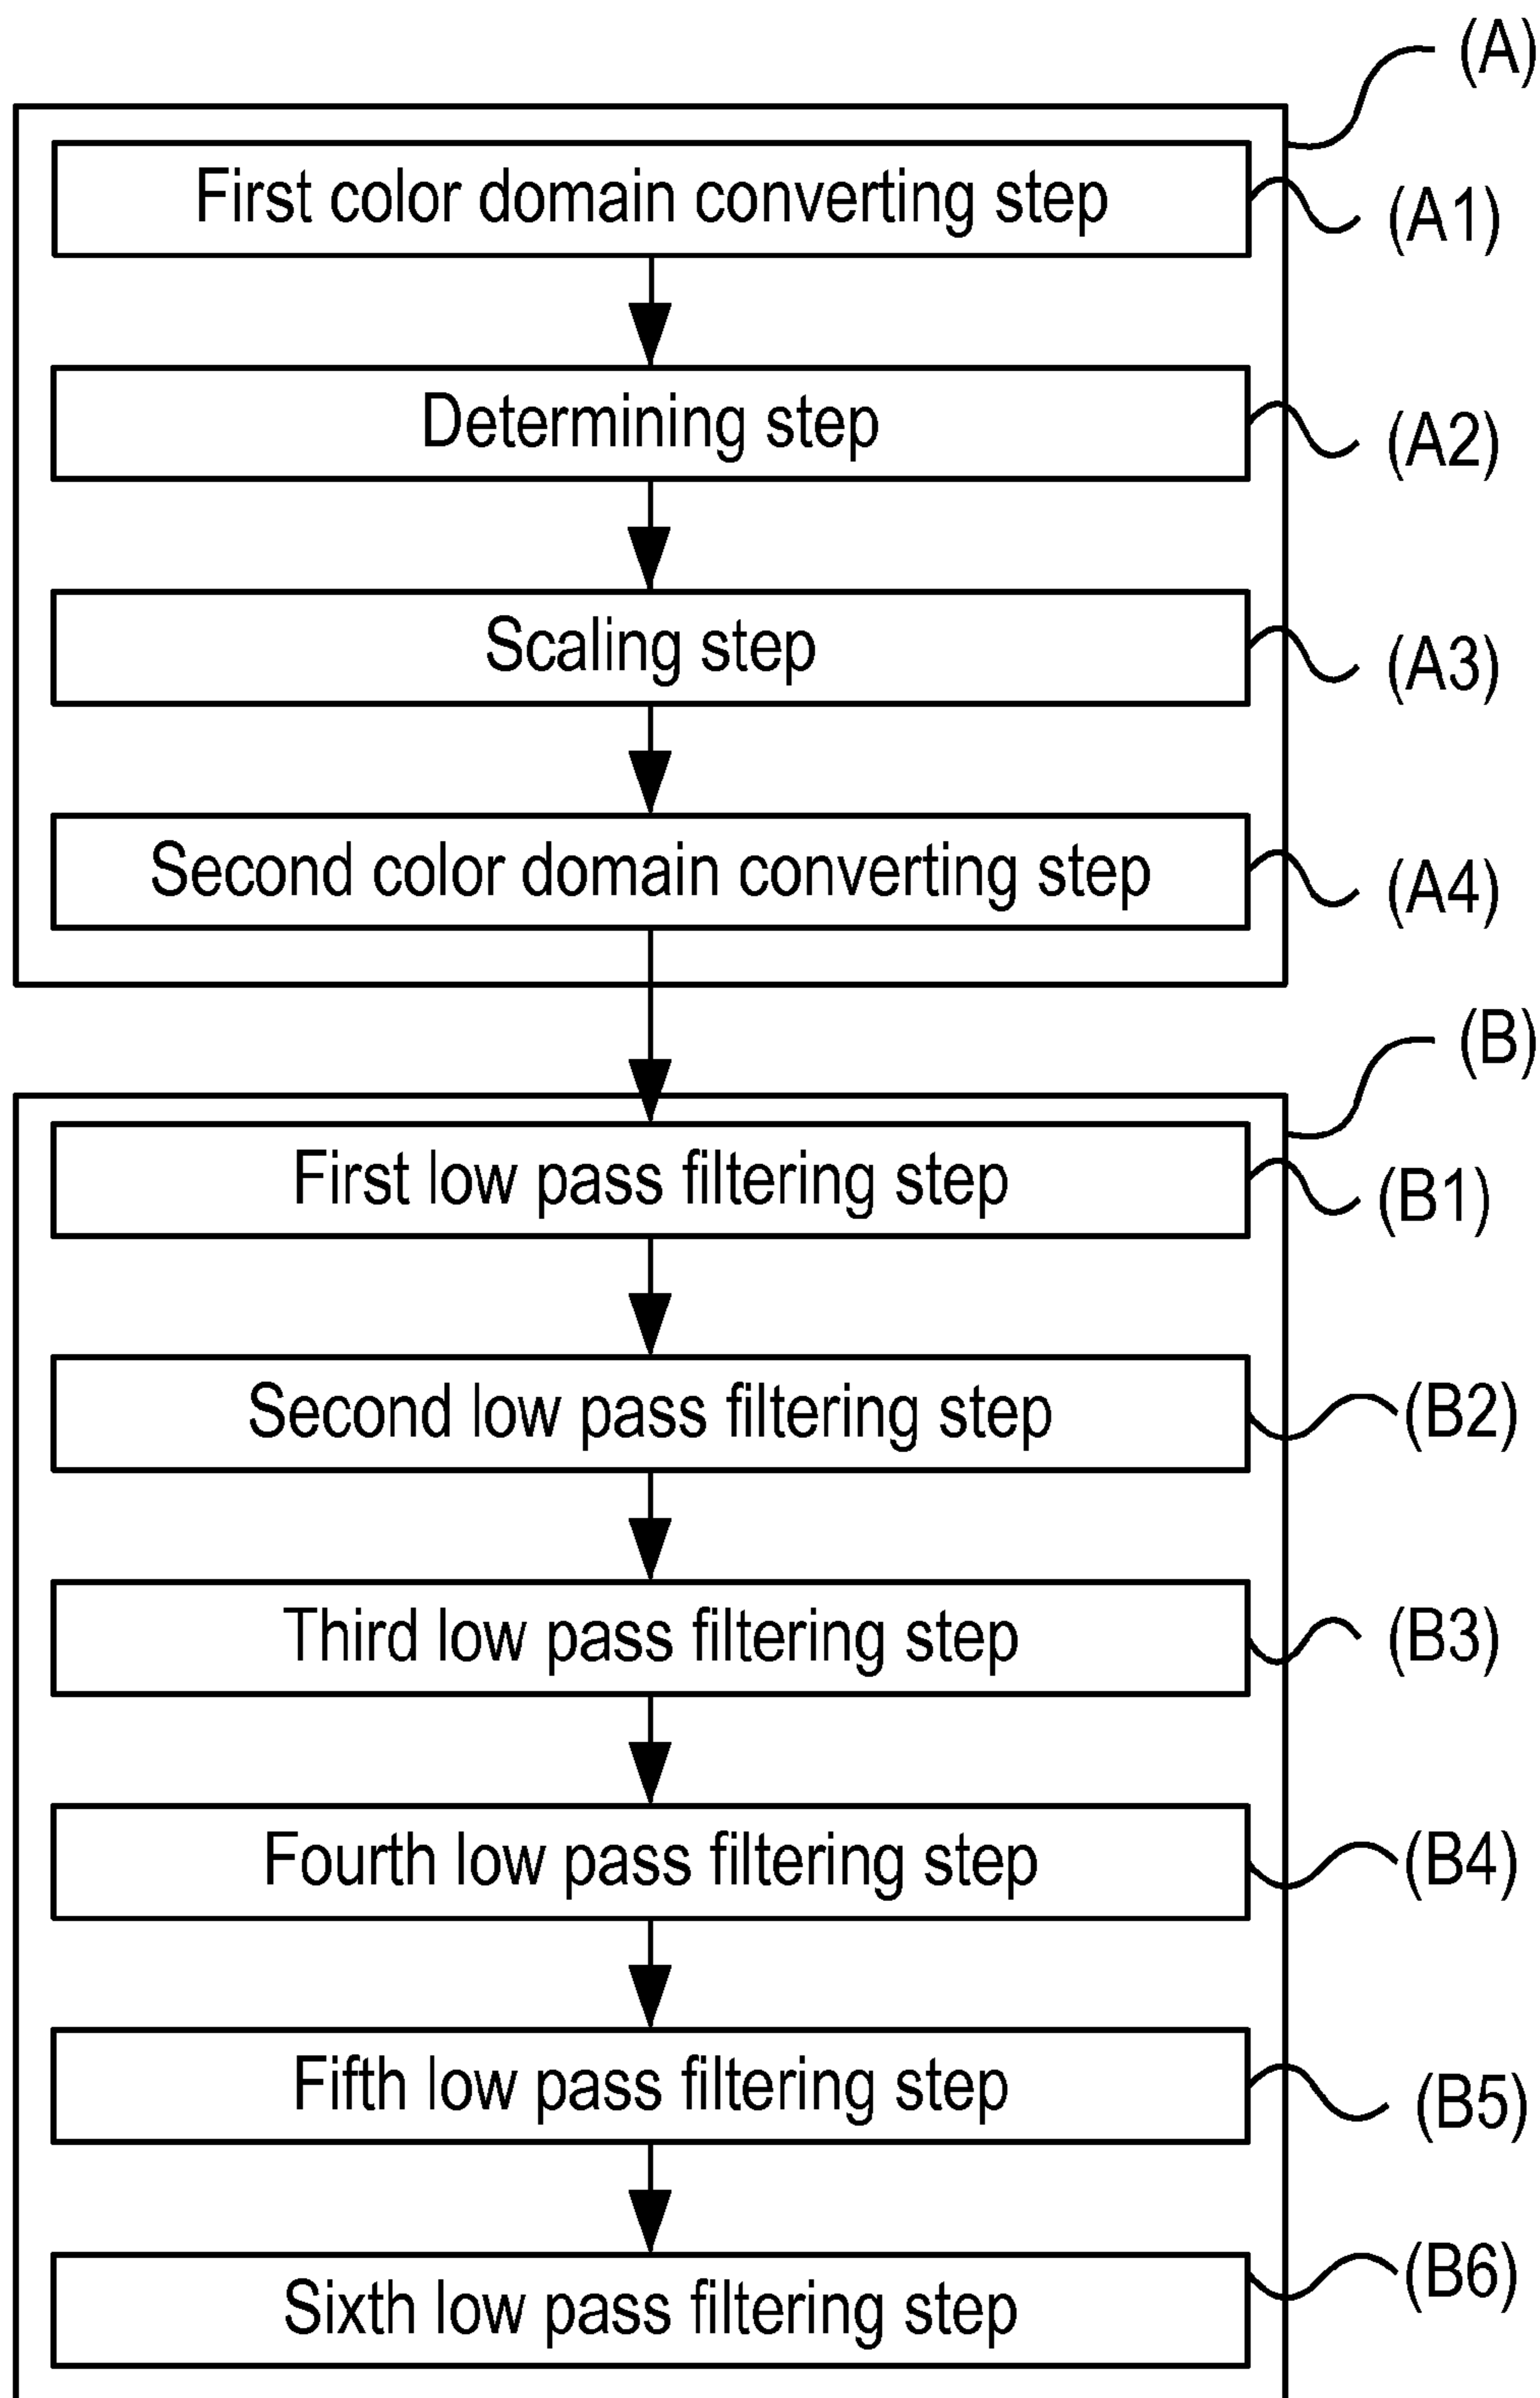 (A)
First color domain converting step
(A1)
Determining step
(A2)
Scaling step
(A3)
Second color domain converting step
(A4)
(B)
First low pass filtering step
(B1)
Second low pass filtering step
(B2)
Third low pass filtering step
(B3)
Fourth low pass filtering step
(B4)
Fifth low pass filtering step
(B5)
Sixth low pass filtering step
(B6)